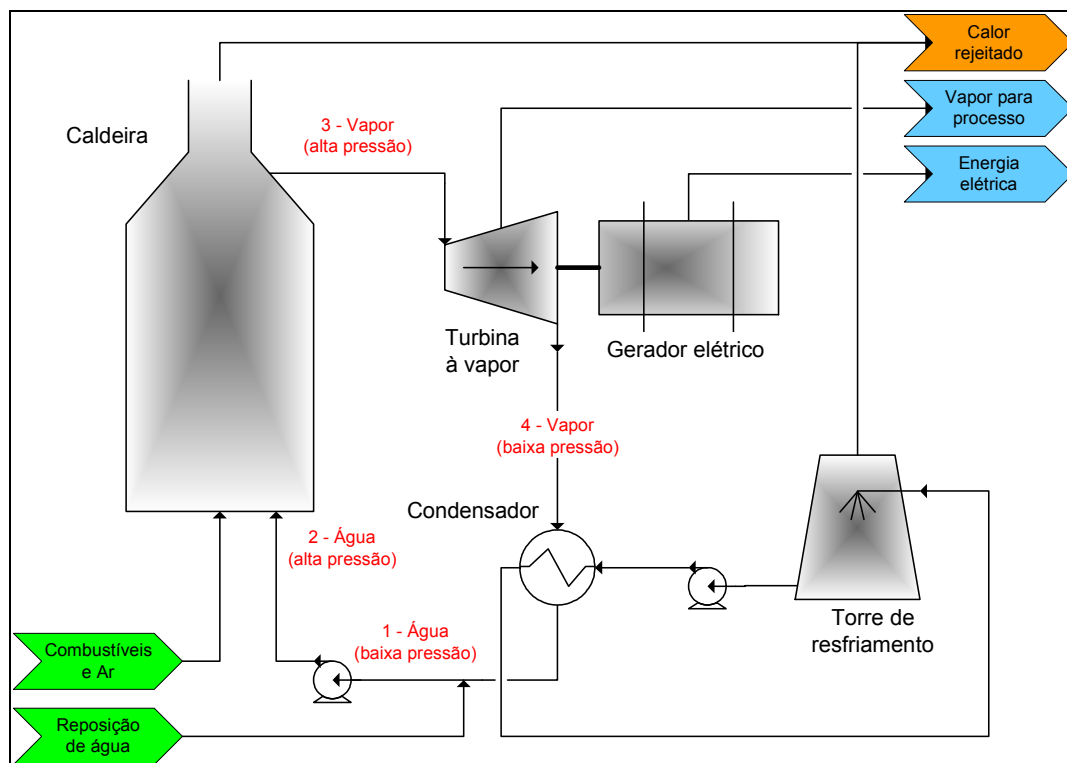 Calor
rejeitado
Vapor para
processo
Energia
elétrica
Caldeira
3 - Vapor
(alta pressão)
Turbina
à vapor
Gerador elétrico
4 - Vapor
(baixa pressão)
Condensador
2 - Água
(alta pressão)
Torre de
resfriamento
1 - Água
(baixa pressão)
Combustíveis
e Ar
Reposição
de água